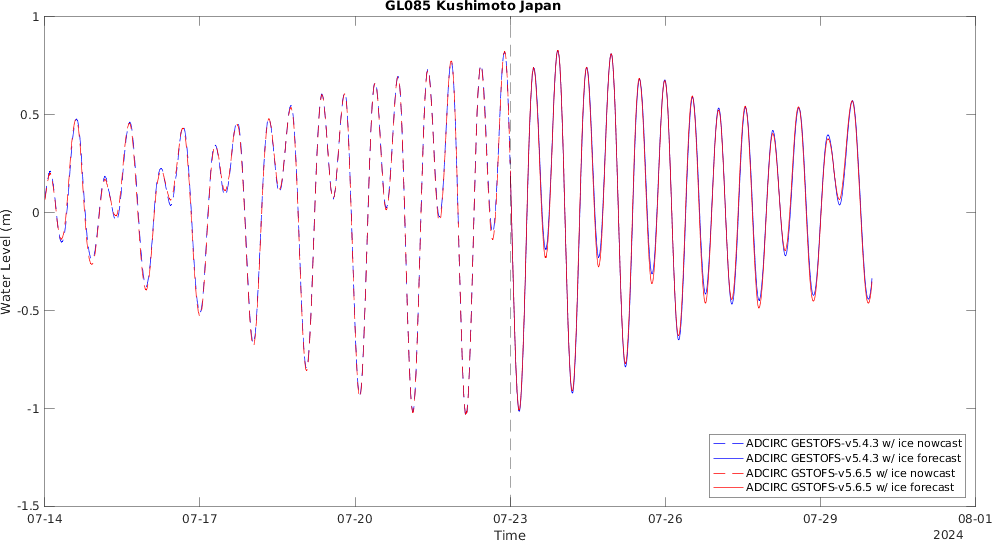 GL085 Kushimoto Japan
Water Level (m)
1
0.5
0
-0.5
-1
-1.5
07-14
07-17
07-20
07-23
07-26
07-29
08-01
Time
2024
ADCIRC GESTOFS-v5.4.3 w/ ice nowcast
ADCIRC GESTOFS-v5.4.3 w/ ice forecast
ADCIRC GSTOFS-v5.6.5 w/ ice nowcast
ADCIRC GSTOFS-v5.6.5 w/ ice forecast